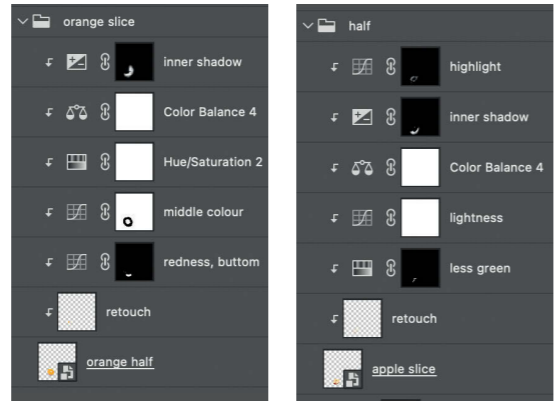 orange slice
inner shadow
Color Balance 4
Hue/Saturation 2
middle colour
redness, buttom
retouch
orange half
half
highlight
inner shadow
Color Balance 4
lightness
less green
retouch
apple slice